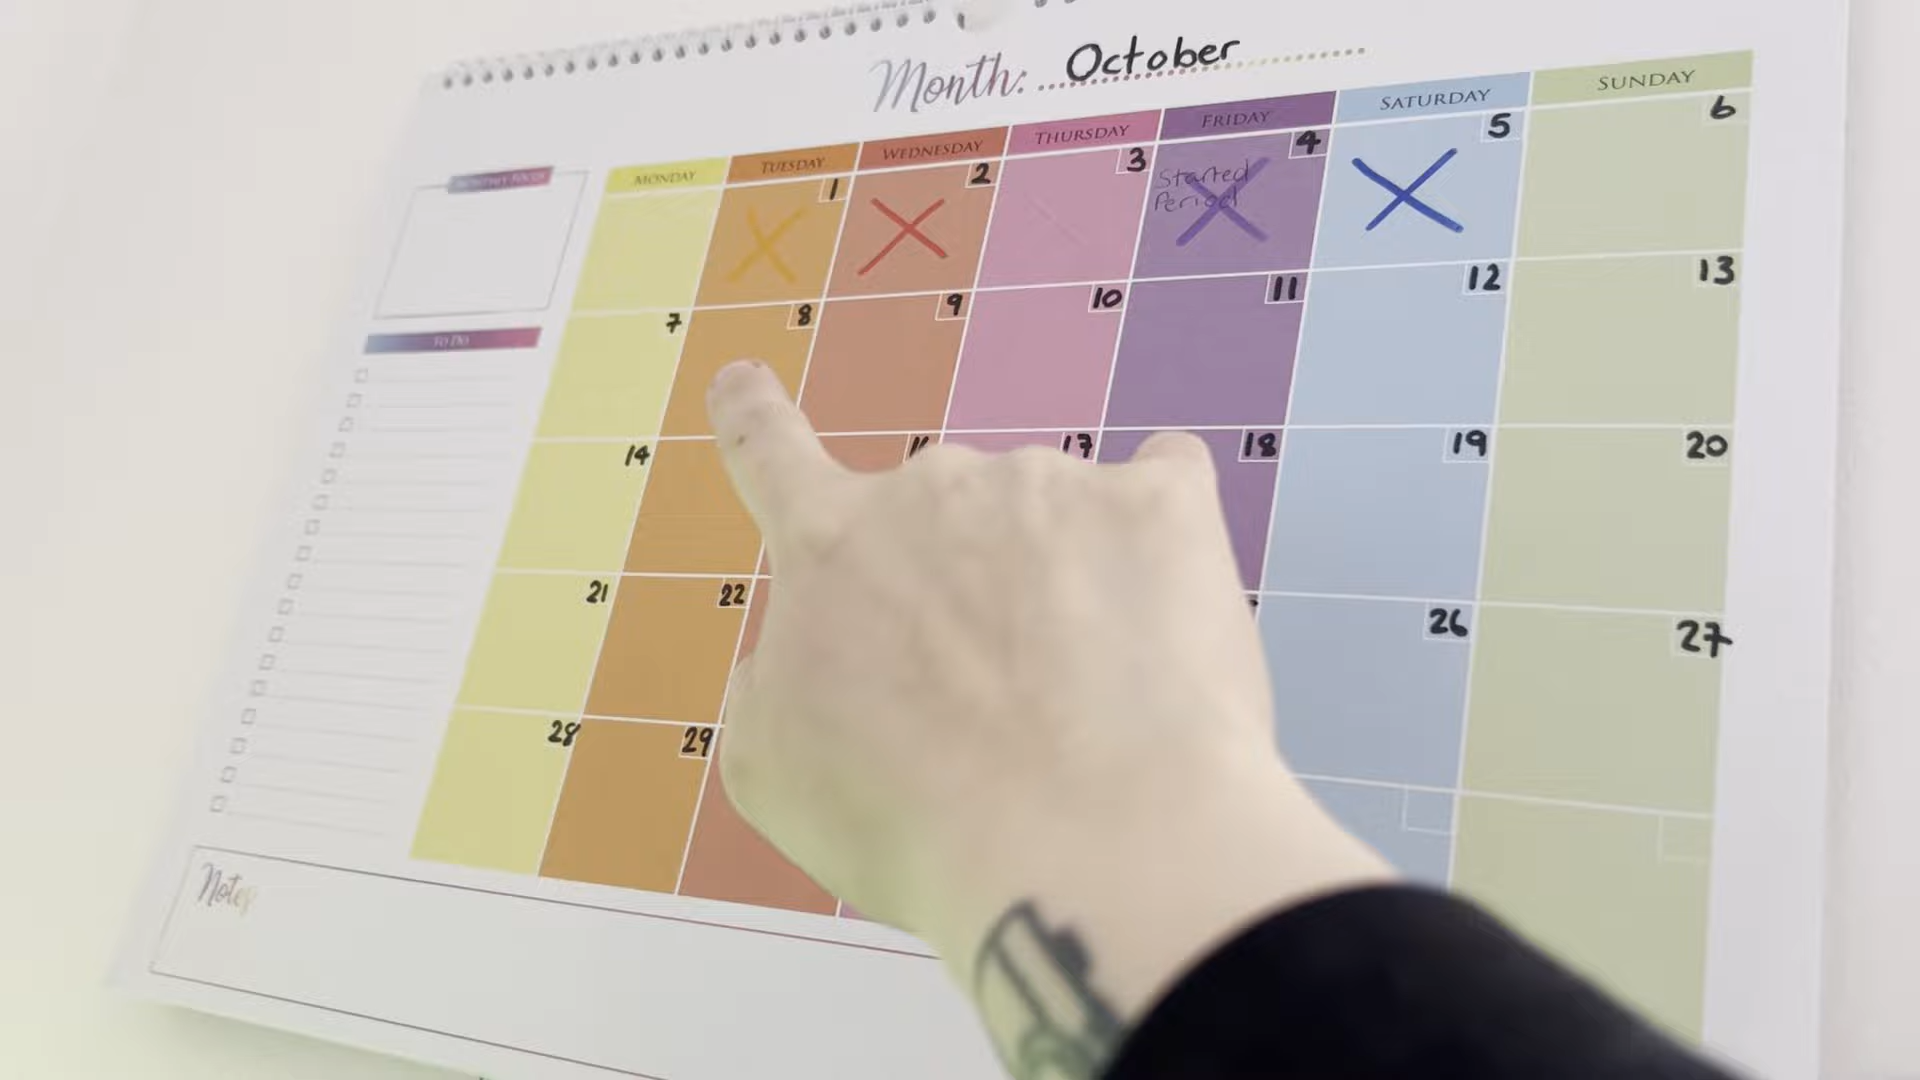 Month: October
MONDAY TUESDAY WEDNESDAY THURSDAY FRIDAY SATURDAY SUNDAY
1 2 3 4 5 6
Started
Period
7 8 9 10 11 12 13
14 17 18 19 20
21 22 26 27
28 29
MONTHLY FOCUS
TO DO
Notes